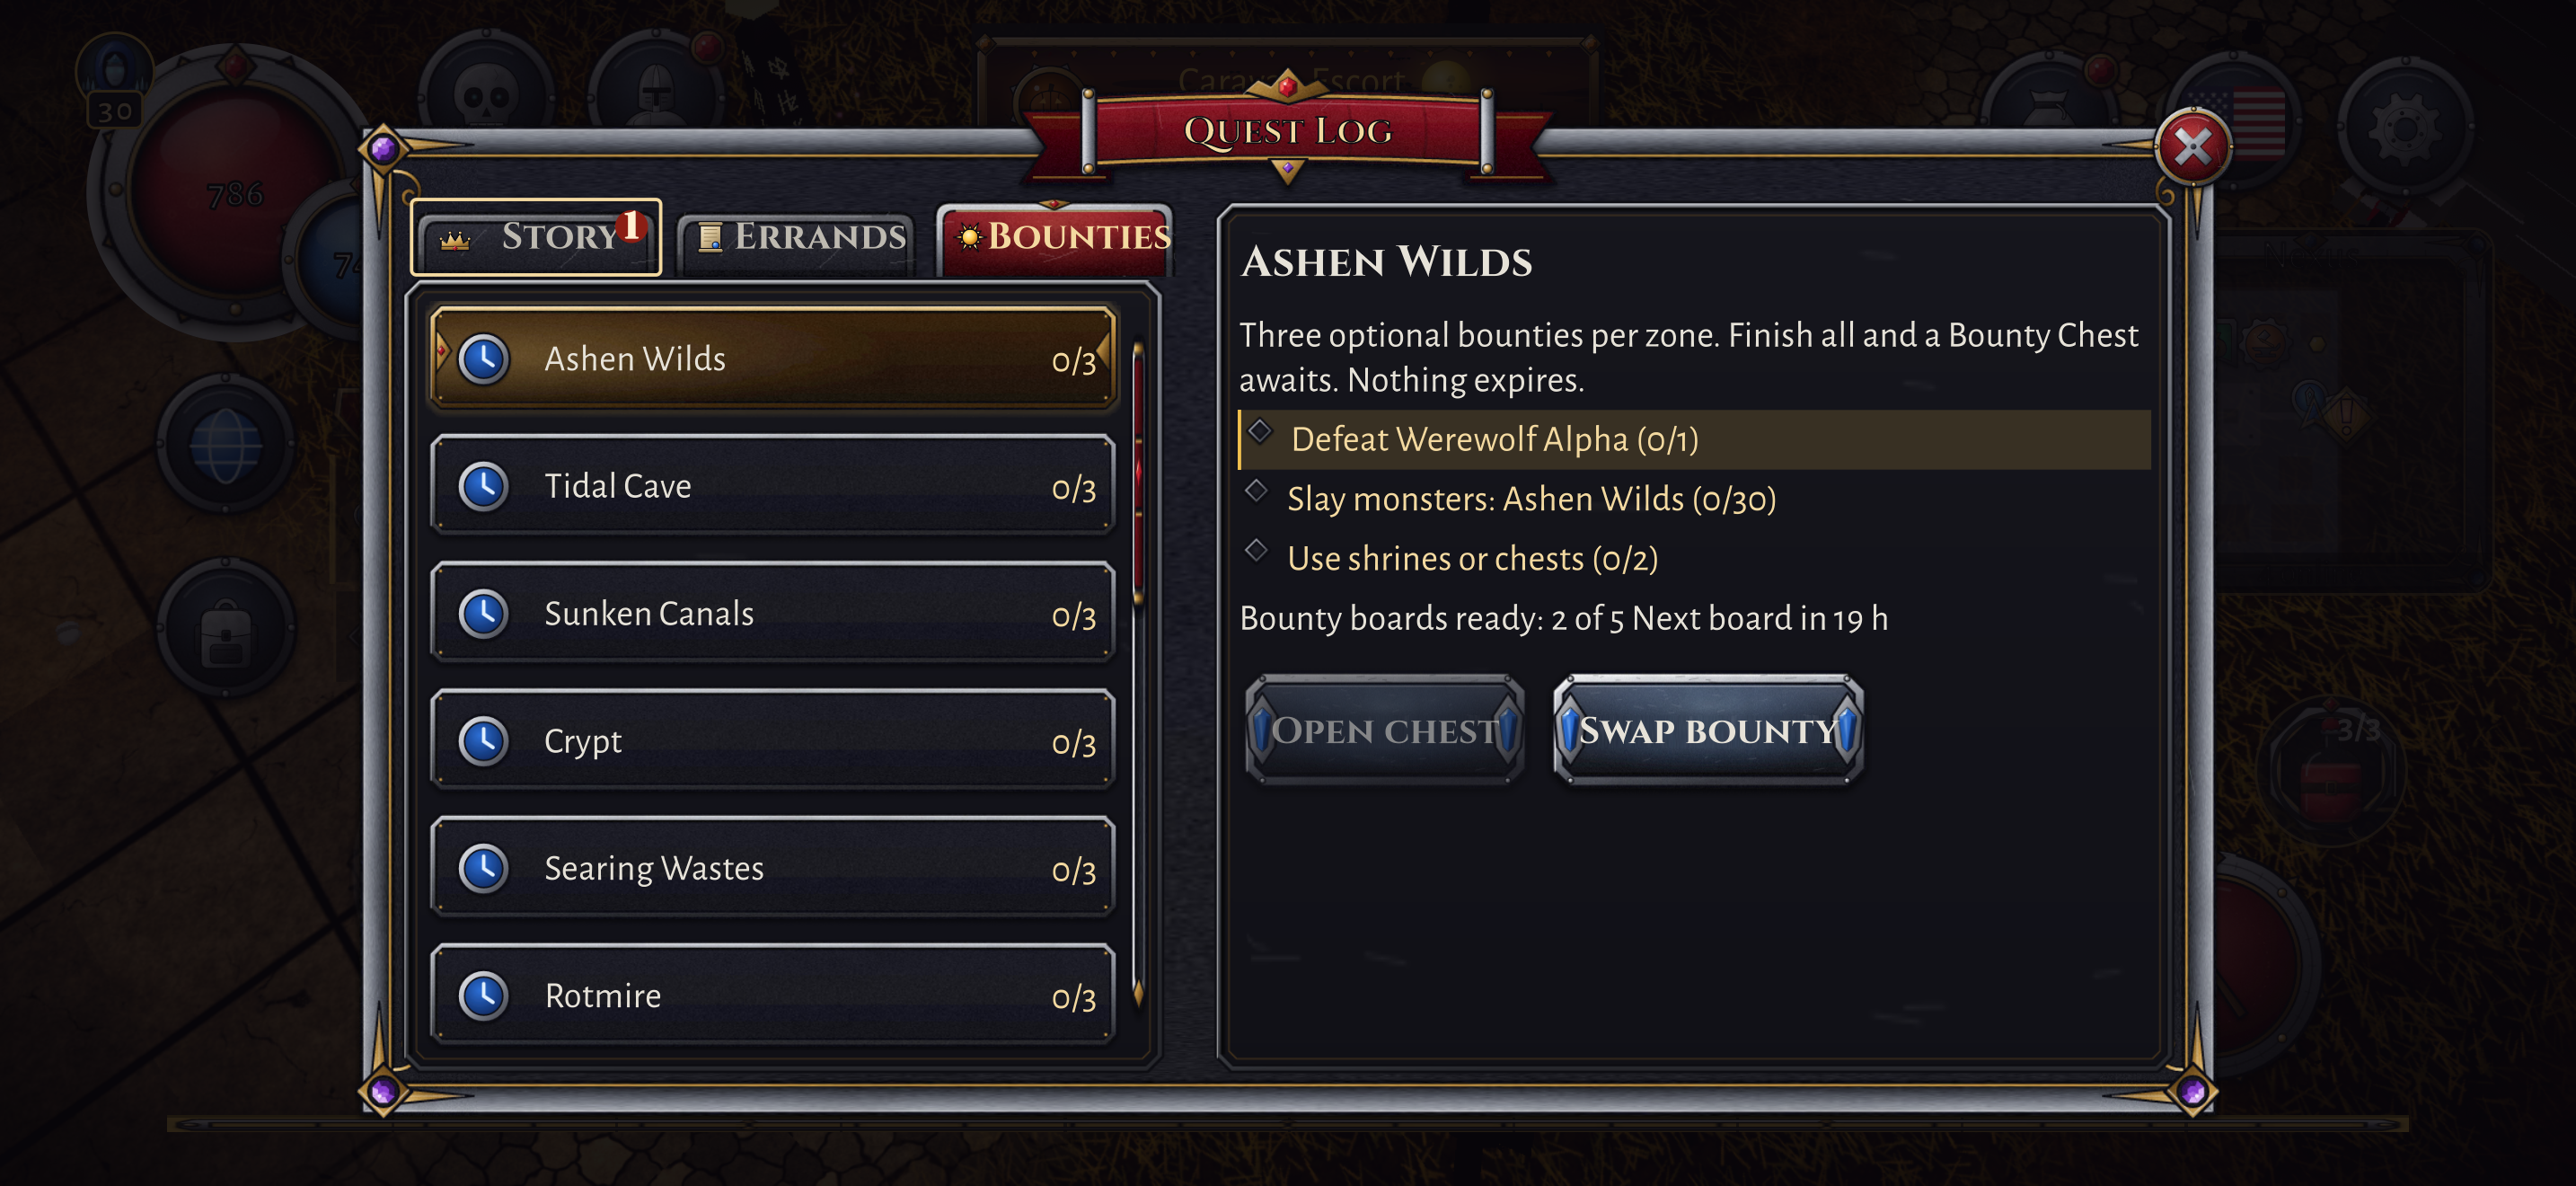 30
Caravan Escort
QUEST LOG
786
STORY 1
ERRANDS
BOUNTIES
Ashen Wilds 0/3
Tidal Cave 0/3
Sunken Canals 0/3
Crypt 0/3
Searing Wastes 0/3
Rotmire 0/3
ASHEN WILDS
Three optional bounties per zone. Finish all and a Bounty Chest
awaits. Nothing expires.
Defeat Werewolf Alpha (0/1)
Slay monsters: Ashen Wilds (0/30)
Use shrines or chests (0/2)
Bounty boards ready: 2 of 5 Next board in 19 h
OPEN CHEST
SWAP BOUNTY
3/3